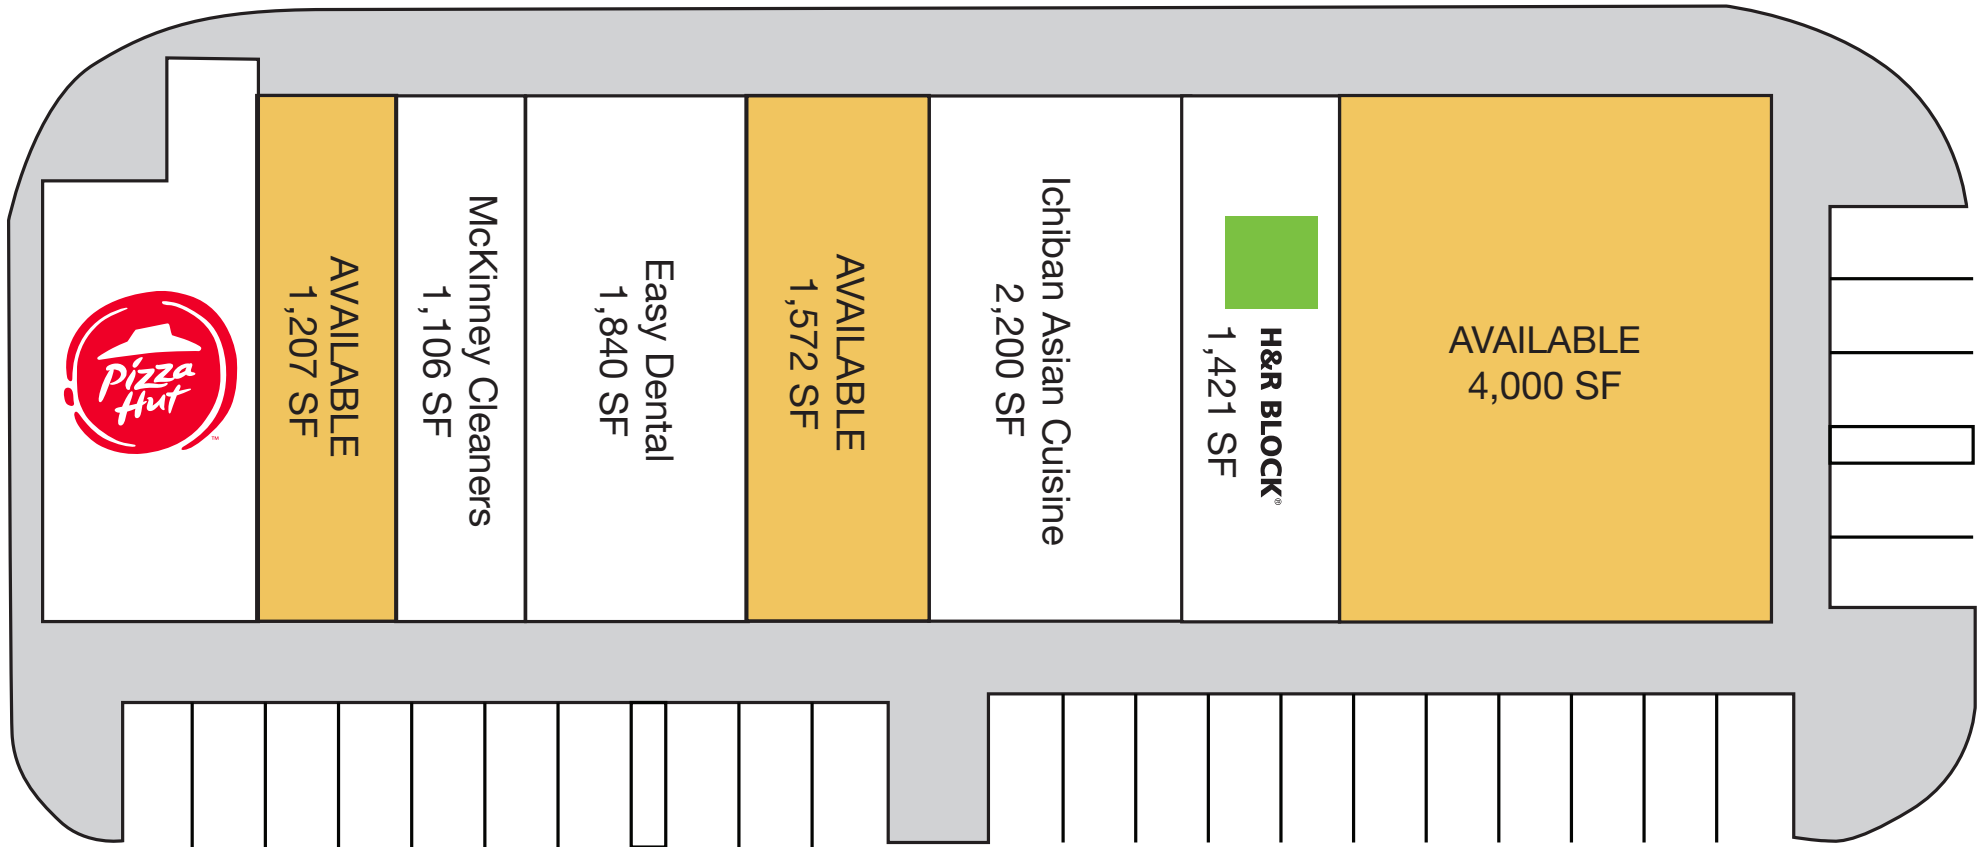 Pizza
Hut
™
AVAILABLE
1,207 SF
McKinney Cleaners
1,106 SF
Easy Dental
1,840 SF
AVAILABLE
1,572 SF
Ichiban Asian Cuisine
2,200 SF
H&R BLOCK®
1,421 SF
AVAILABLE
4,000 SF